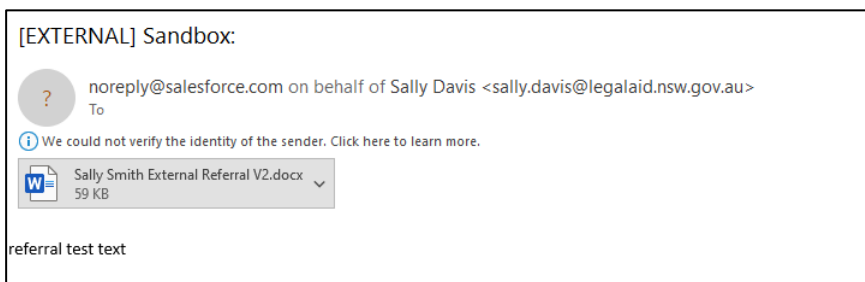 [EXTERNAL] Sandbox:
?
noreply@salesforce.com on behalf of Sally Davis <sally.davis@legalaid.nsw.gov.au>
To
i We could not verify the identity of the sender. Click here to learn more.
W Sally Smith External Referral V2.docx
59 KB
referral test text